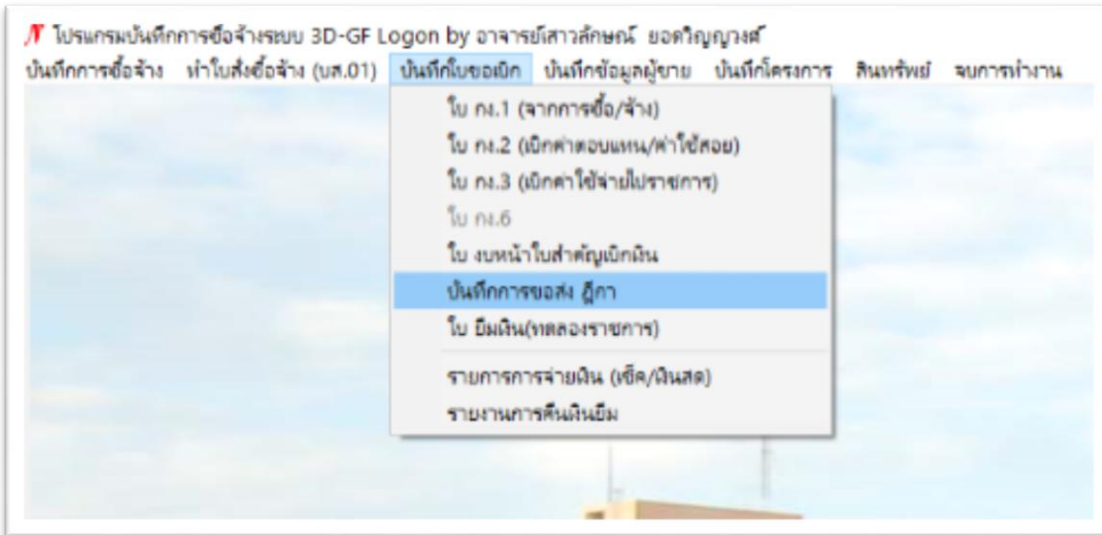 โปรแกรมบันทึกการซื้อจ้างระบบ 3D-GF Logon by อาจารย์เสาวลักษณ์ ยอดวิญญูวงศ์
บันทึกการซื้อจ้าง ทำใบสั่งซื้อจ้าง (บส.01) บันทึกใบขอเบิก บันทึกข้อมูลผู้ขาย บันทึกโครงการ สินทรัพย์ จบการทำงาน
ใบ กง.1 (จากการซื้อ/จ้าง)
ใบ กง.2 (เบิกค่าตอบแทน/ค่าใช้สอย)
ใบ กง.3 (เบิกค่าใช้จ่ายไปราชการ)
ใบ กง.6
ใบ งบหน้าใบสำคัญเบิกเงิน
บันทึกการขอส่ง ฎีกา
ใบ ยืมเงิน(ทดลองราชการ)
รายการการจ่ายเงิน (เช็ค/เงินสด)
รายงานการคืนเงินยืม